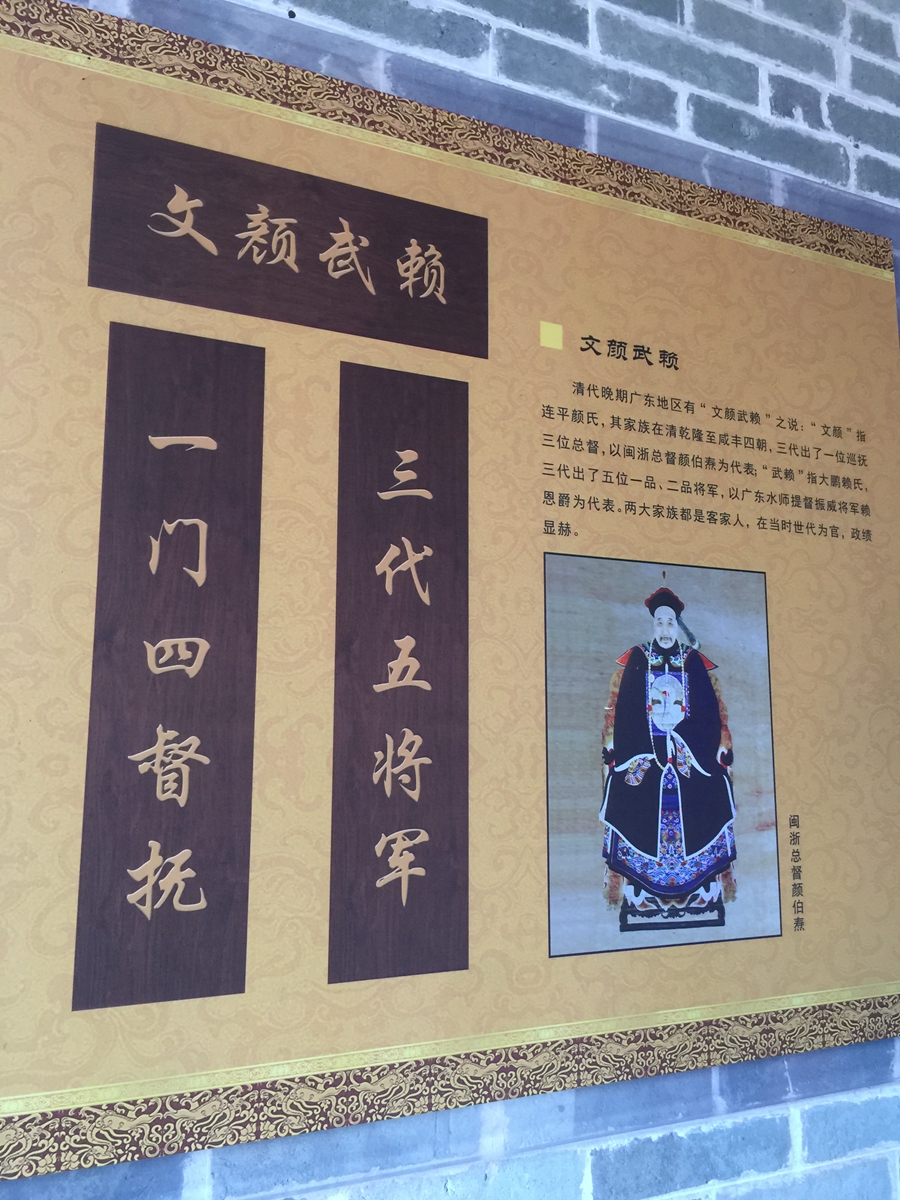 文颜武赖
一门四督抚
三代五将军
文颜武赖
清代晚期广东地区有“文颜武赖”之说：“文颜”指
连平颜氏，其家族在清乾隆至咸丰四朝，三代出了一位巡抚
三位总督，以闽浙总督颜伯焘为代表；“武赖”指大鹏赖氏，
三代出了五位一品、二品将军，以广东水师提督振威将军赖
恩爵为代表。两大家族都是客家人，在当时世代为官，政绩
显赫。
闽浙总督颜伯焘